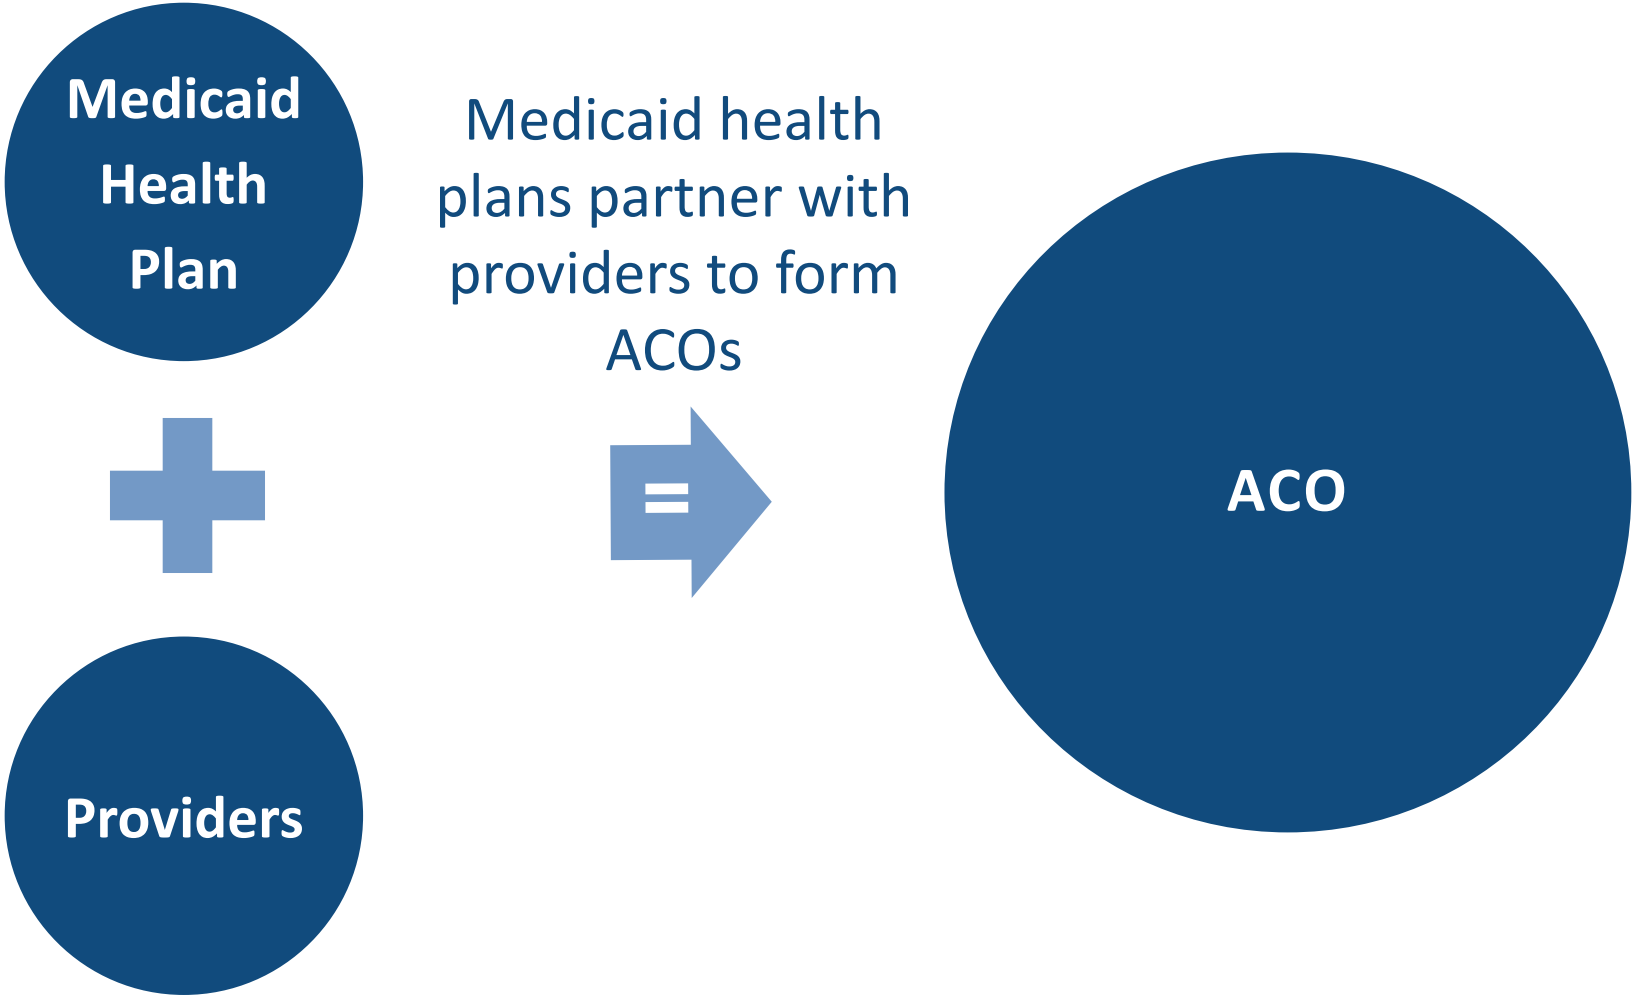 Medicaid
Health
Plan
Medicaid health
plans partner with
providers to form
ACOs
=
ACO
Providers